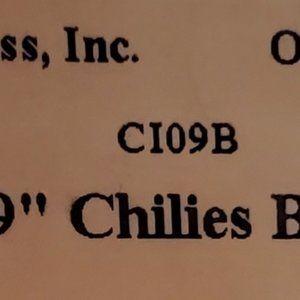 ss, Inc. O
CI09B
9" Chilies B